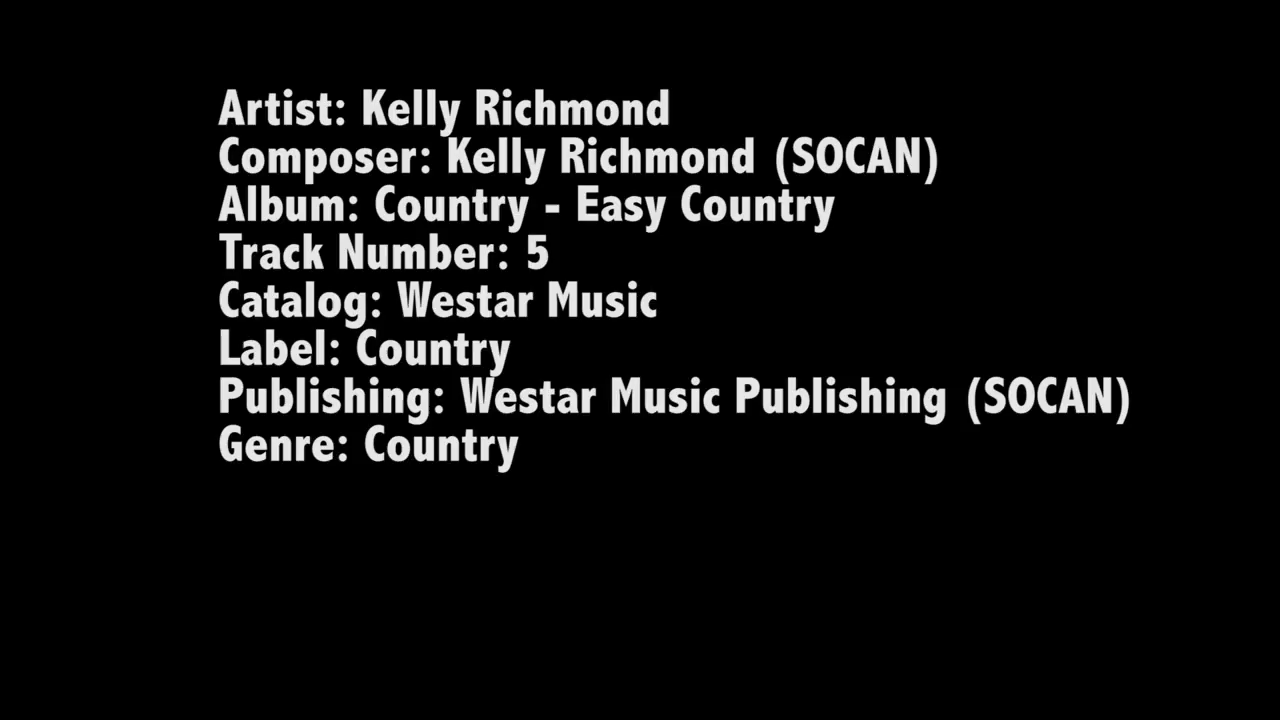 Artist: Kelly Richmond
Composer: Kelly Richmond (SOCAN)
Album: Country - Easy Country
Track Number: 5
Catalog: Westar Music
Label: Country
Publishing: Westar Music Publishing (SOCAN)
Genre: Country